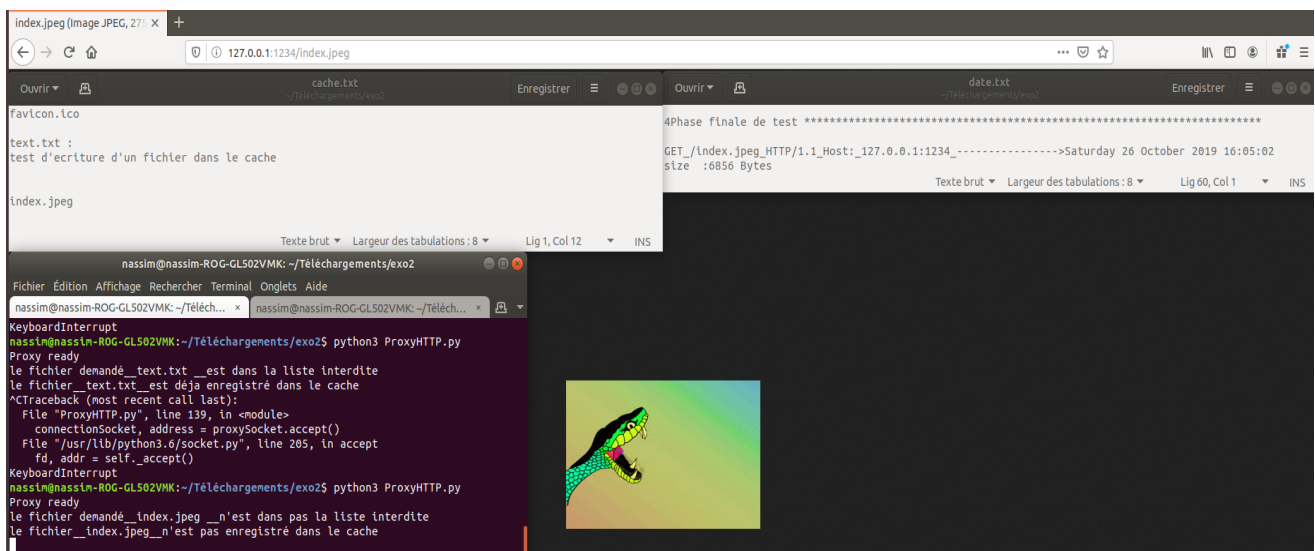 index.jpeg (Image JPEG, 275
127.0.0.1:1234/index.jpeg
Ouvrir
cache.txt
~/Téléchargements/exo2
Enregistrer
favicon.ico
text.txt :
test d'ecriture d'un fichier dans le cache
index.jpeg
Texte brut Largeur des tabulations : 8 Lig 1, Col 12 INS
Ouvrir
date.txt
~/Téléchargements/exo2
Enregistrer
4Phase finale de test **********************************************************************
GET_/index.jpeg_HTTP/1.1_Host:_127.0.0.1:1234_---------------->Saturday 26 October 2019 16:05:02
size  :6856 Bytes
Texte brut Largeur des tabulations : 8 Lig 60, Col 1 INS
nassim@nassim-ROG-GL502VMK: ~/Téléchargements/exo2
Fichier Édition Affichage Rechercher Terminal Onglets Aide
nassim@nassim-ROG-GL502VMK: ~/Téléch... × nassim@nassim-ROG-GL502VMK: ~/Téléch... ×
KeyboardInterrupt
nassim@nassim-ROG-GL502VMK:~/Téléchargements/exo2$ python3 ProxyHTTP.py
Proxy ready
le fichier demandé__text.txt __est dans la liste interdite
le fichier__text.txt__est déja enregistré dans le cache
^CTraceback (most recent call last):
File "ProxyHTTP.py", line 139, in <module>
connectionSocket, address = proxySocket.accept()
File "/usr/lib/python3.6/socket.py", line 205, in accept
fd, addr = self._accept()
KeyboardInterrupt
nassim@nassim-ROG-GL502VMK:~/Téléchargements/exo2$ python3 ProxyHTTP.py
Proxy ready
le fichier demandé__index.jpeg __n'est dans pas la liste interdite
le fichier__index.jpeg__n'est pas enregistré dans le cache